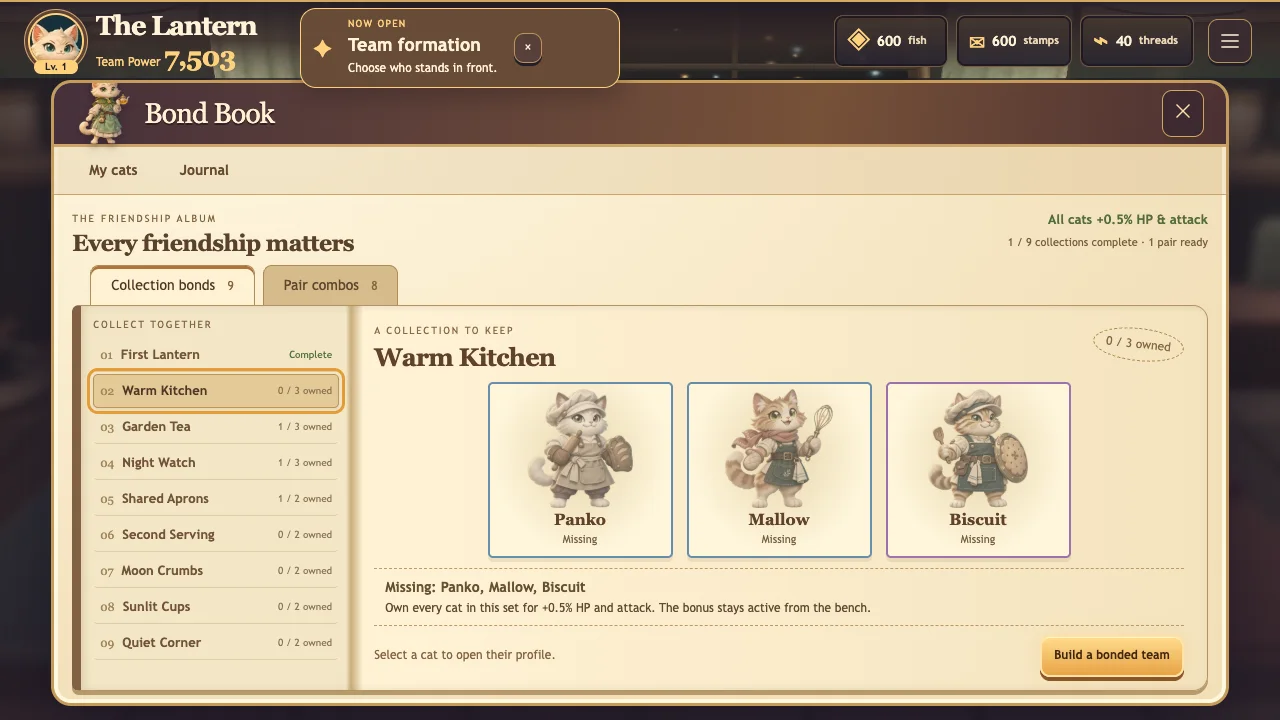 The Lantern
Team Power 7,503
Lv. 1
NOW OPEN
Team formation
Choose who stands in front.
×
600 fish
600 stamps
40 threads
Bond Book
My cats
Journal
THE FRIENDSHIP ALBUM
Every friendship matters
All cats +0.5% HP & attack
1 / 9 collections complete · 1 pair ready
Collection bonds 9
Pair combos 8
COLLECT TOGETHER
01 First Lantern Complete
02 Warm Kitchen 0 / 3 owned
03 Garden Tea 1 / 3 owned
04 Night Watch 1 / 3 owned
05 Shared Aprons 1 / 2 owned
06 Second Serving 0 / 2 owned
07 Moon Crumbs 0 / 2 owned
08 Sunlit Cups 0 / 2 owned
09 Quiet Corner 0 / 2 owned
A COLLECTION TO KEEP
Warm Kitchen
0 / 3 owned
Panko
Missing
Mallow
Missing
Biscuit
Missing
Missing: Panko, Mallow, Biscuit
Own every cat in this set for +0.5% HP and attack. The bonus stays active from the bench.
Select a cat to open their profile.
Build a bonded team